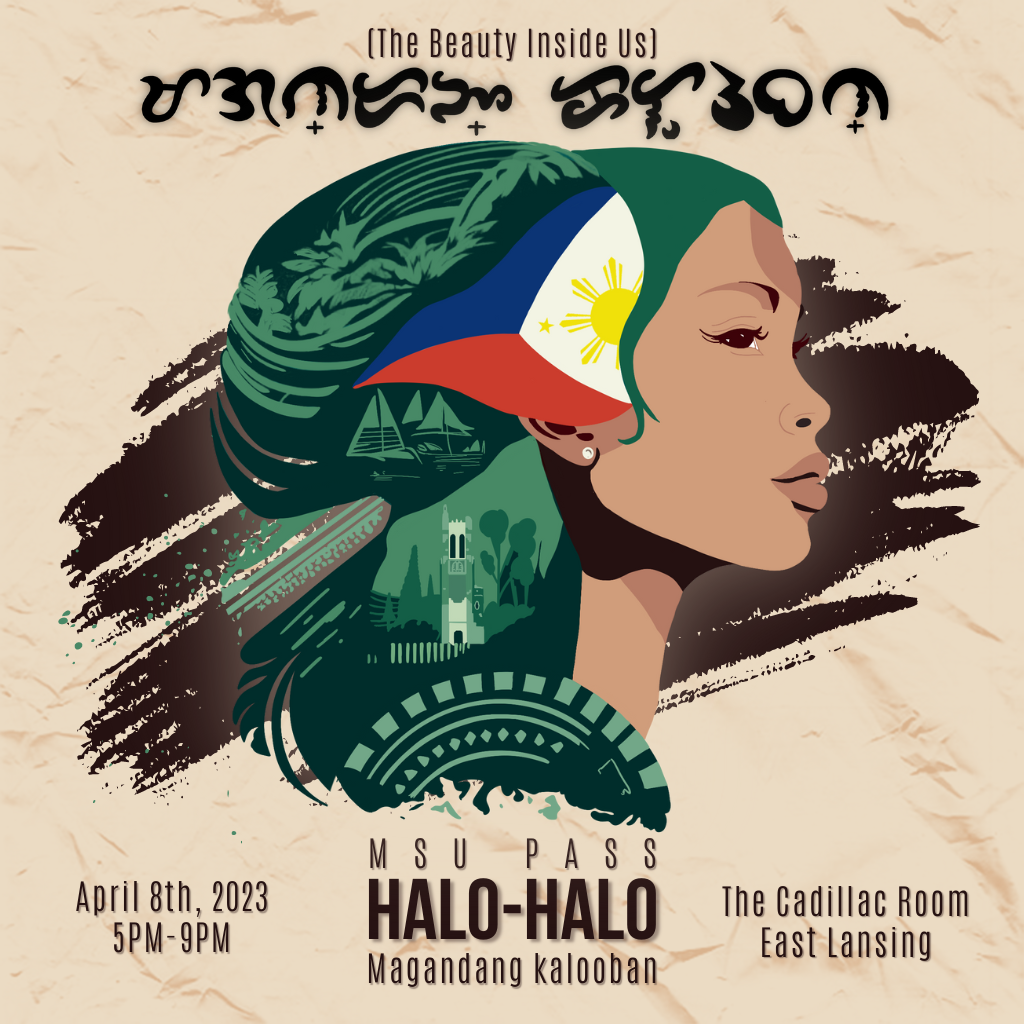 (The Beauty Inside Us)
ᜋᜄᜈ᜔ᜇᜅ᜔ ᜃᜎᜓᜂᜊᜈ᜔
MSU PASS
HALO-HALO
Magandang kalooban
April 8th, 2023
5PM-9PM
The Cadillac Room
East Lansing